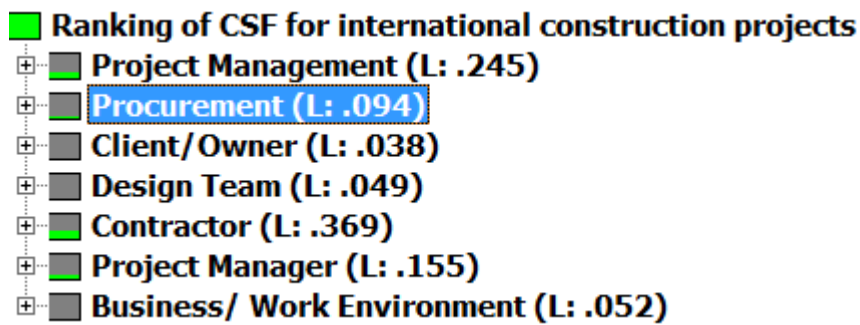 Ranking of CSF for international construction projects
Project Management (L: .245)
Procurement (L: .094)
Client/Owner (L: .038)
Design Team (L: .049)
Contractor (L: .369)
Project Manager (L: .155)
Business/ Work Environment (L: .052)